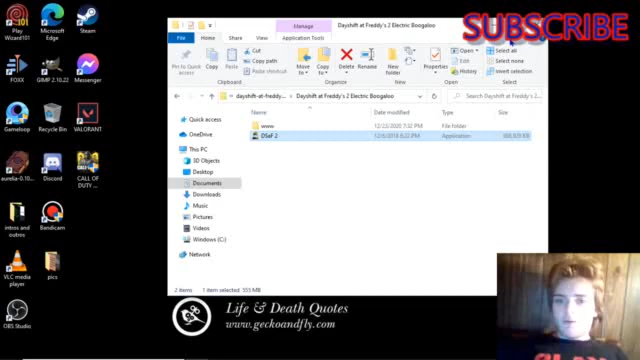 Manage
Dayshift at Freddy's 2 Electric Boogaloo
SUBSCRIBE
File
Home
Share
View
Application Tools
Pin to Quick access
Copy
Paste
Cut
Copy path
Paste shortcut
Move to
Copy to
Delete
Rename
New folder
Properties
Open
Edit
History
Select all
Select none
Invert selection
Clipboard
Organize
New
Open
Select
dayshift-at-freddy...
Dayshift at Freddy's 2 Electric Boogaloo
Search Dayshift at Freddy's 2...
Name
Date modified
Type
Size
www
12/23/2020 7:32 PM
File folder
DSaF 2
12/6/2018 6:22 PM
Application
Quick access
OneDrive
This PC
3D Objects
Desktop
Documents
Downloads
Music
Pictures
Videos
Windows (C:)
Network
2 items
1 item selected 555 MB
Play Wizard101
Microsoft Edge
Steam
FOXX
GIMP 2.10.22
Messenger
Gameloop
Recycle Bin
VALORANT
aurelia-0.10...
Discord
CALL OF DUTY ...
intros and outros
Bandicam
VLC media player
pics
OBS Studio
Life & Death Quotes
www.geckoandfly.com